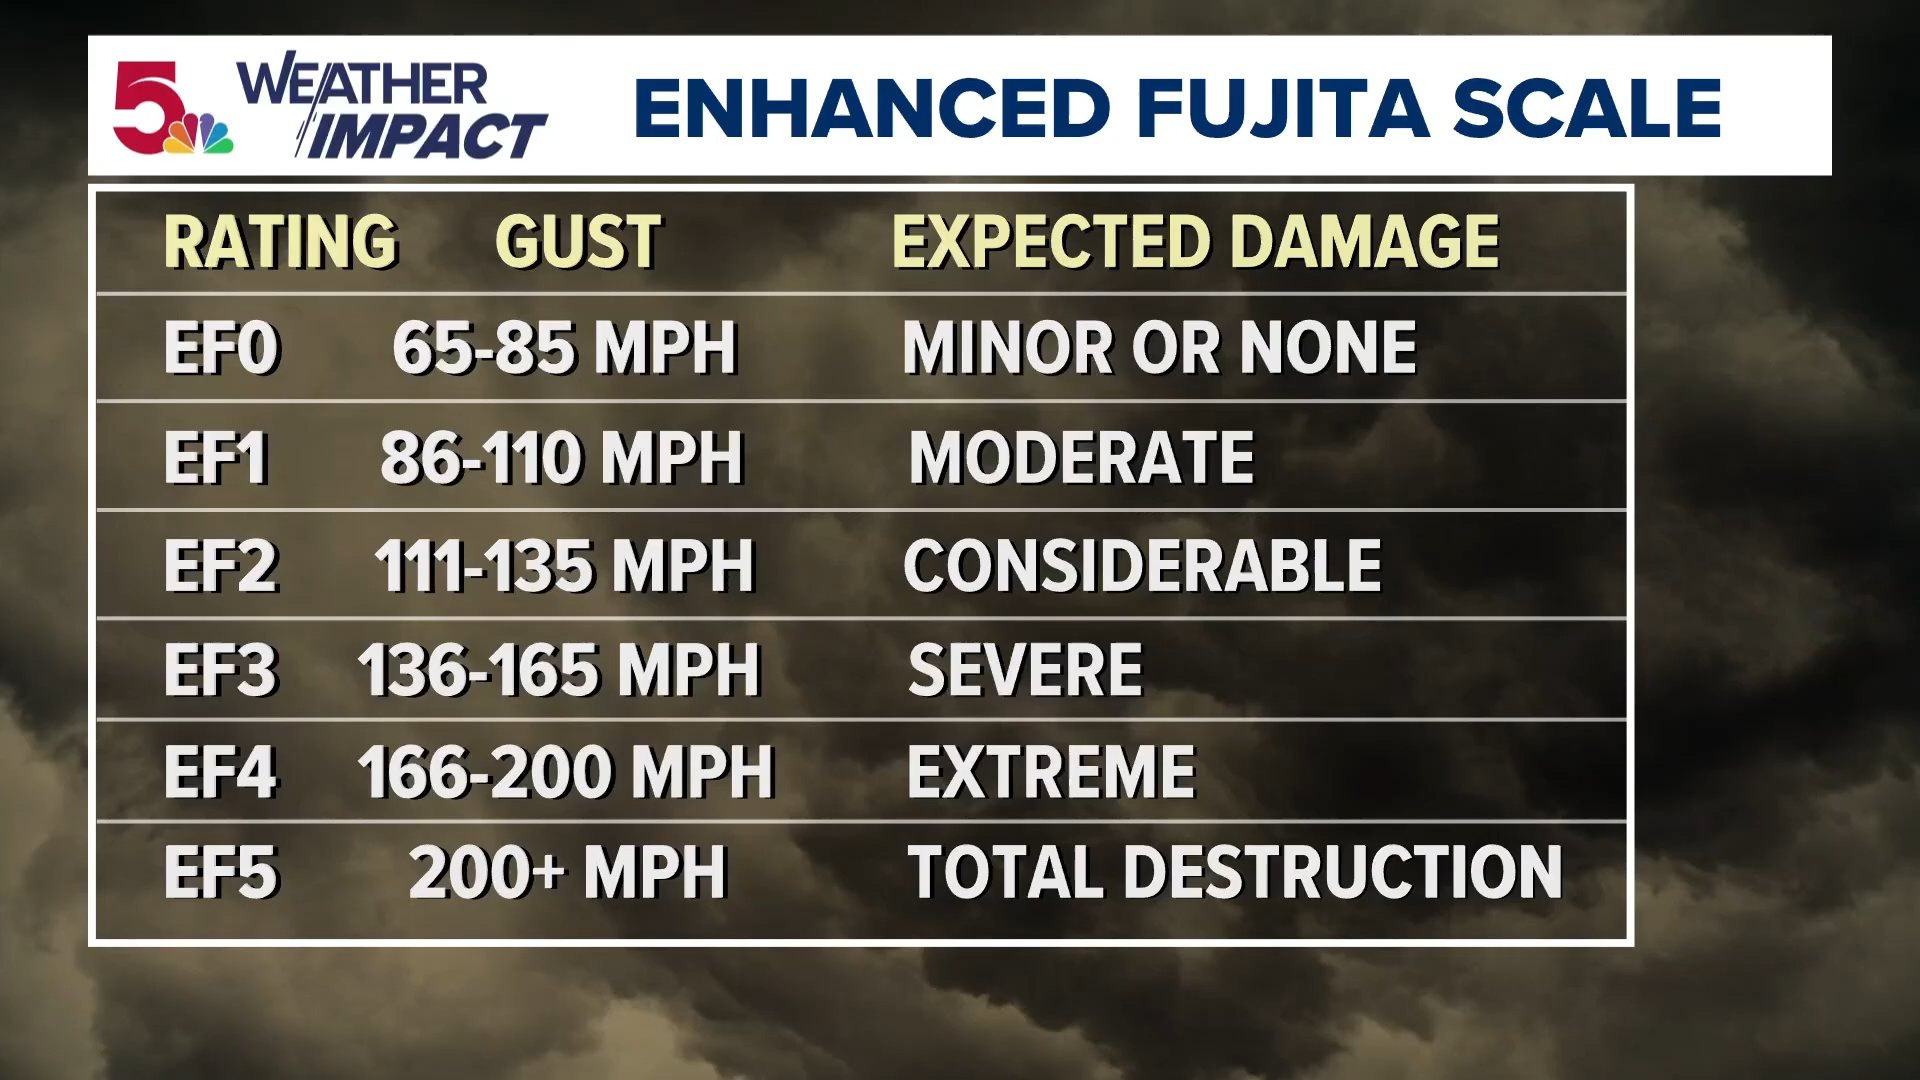 5 WEATHER IMPACT ENHANCED FUJITA SCALE
RATING GUST EXPECTED DAMAGE
EF0 65-85 MPH MINOR OR NONE
EF1 86-110 MPH MODERATE
EF2 111-135 MPH CONSIDERABLE
EF3 136-165 MPH SEVERE
EF4 166-200 MPH EXTREME
EF5 200+ MPH TOTAL DESTRUCTION